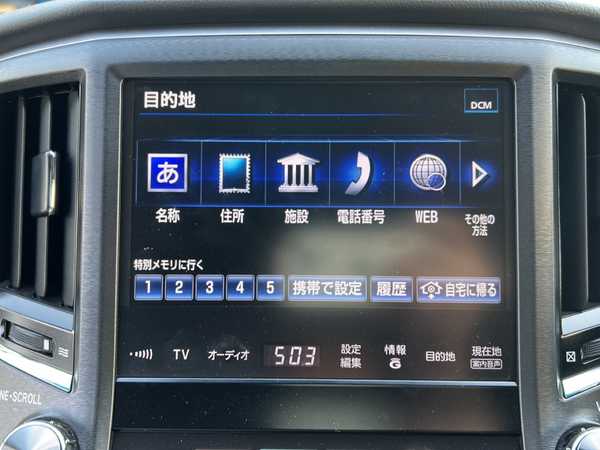 目的地
DCM
あ
名称 住所 施設 電話番号 WEB その他の
方法
特別メモリに行く
1 2 3 4 5 携帯で設定 履歴 自宅に帰る
TV オーディオ 503 設定
編集 情報
G 目的地 現在地
案内音声
NE•SCROLL